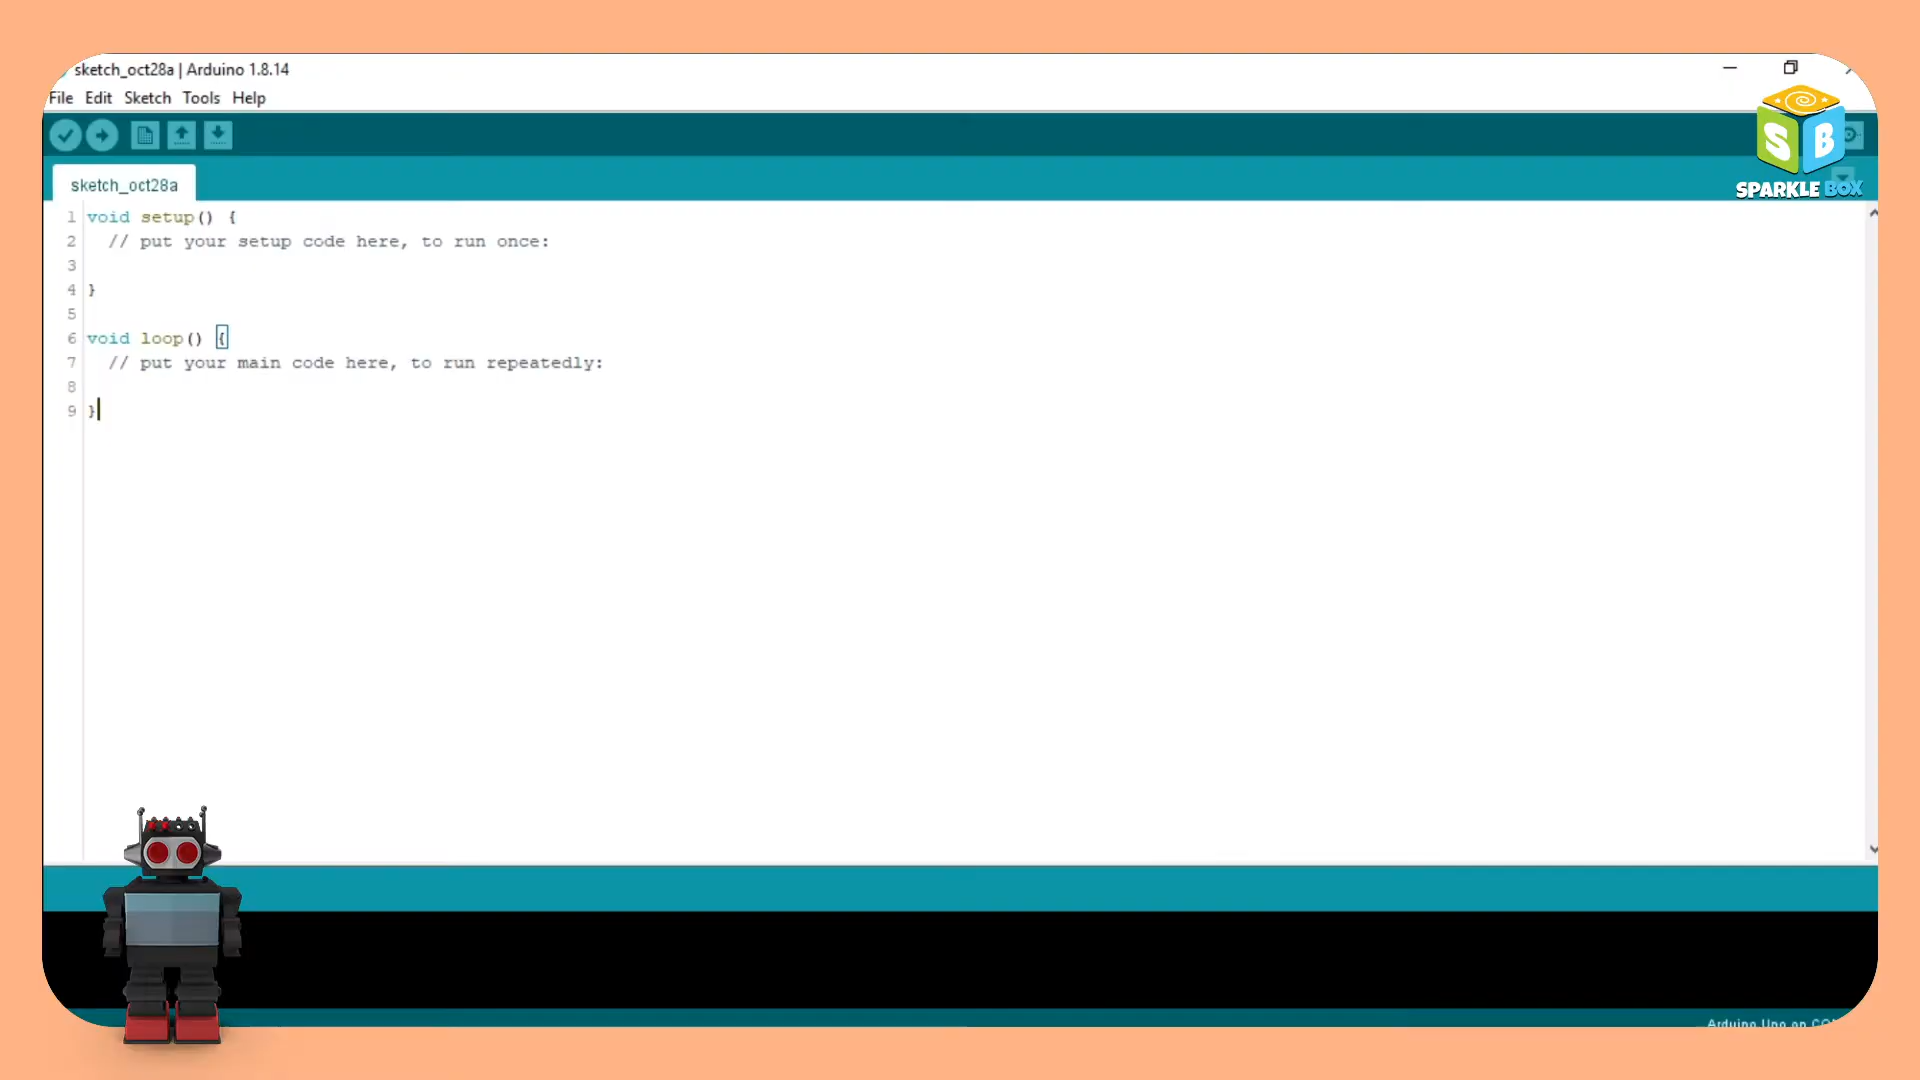 sketch_oct28a | Arduino 1.8.14
File Edit Sketch Tools Help
S B
SPARKLE BOX
sketch_oct28a
1 void setup() {
2 // put your setup code here, to run once:
3
4 }
5
6 void loop() {
7 // put your main code here, to run repeatedly:
8
9 }
Arduino Uno on